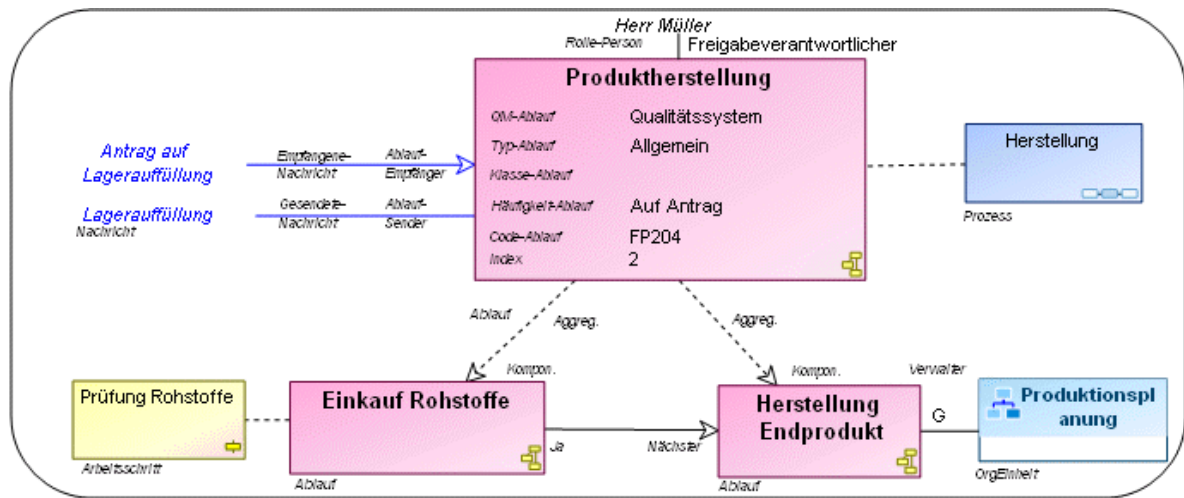 Herr Müller
Rolle-Person
Freigabeverantwortlicher
Produktherstellung
QM-Ablauf Qualitätssystem
Typ-Ablauf Allgemein
Klasse-Ablauf
Häufigkeit-Ablauf Auf Antrag
Code-Ablauf FP204
Index 2
Antrag auf
Lagerauffüllung
Empfangene-
Nachricht
Ablauf-
Empfänger
Lagerauffüllung
Nachricht
Gesendete-
Nachricht
Ablauf-
Sender
Herstellung
Prozess
Ablauf
Aggreg.
Aggreg.
Kompon.
Kompon.
Verwalter
Prüfung Rohstoffe
Arbeitsschritt
Einkauf Rohstoffe
Ablauf
Ja
Nächster
Herstellung
Endprodukt
Ablauf
G
Produktionspl
anung
OrgEinheit